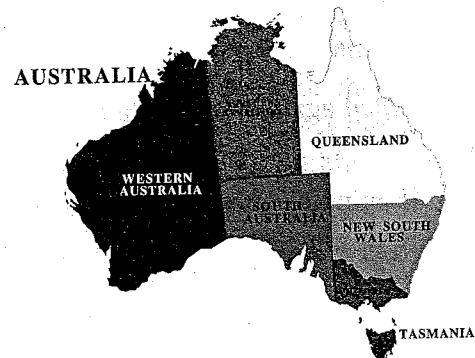 AUSTRALIA
QUEENSLAND
WESTERN
AUSTRALIA
SOUTH
AUSTRALIA
NEW SOUTH
WALES
TASMANIA